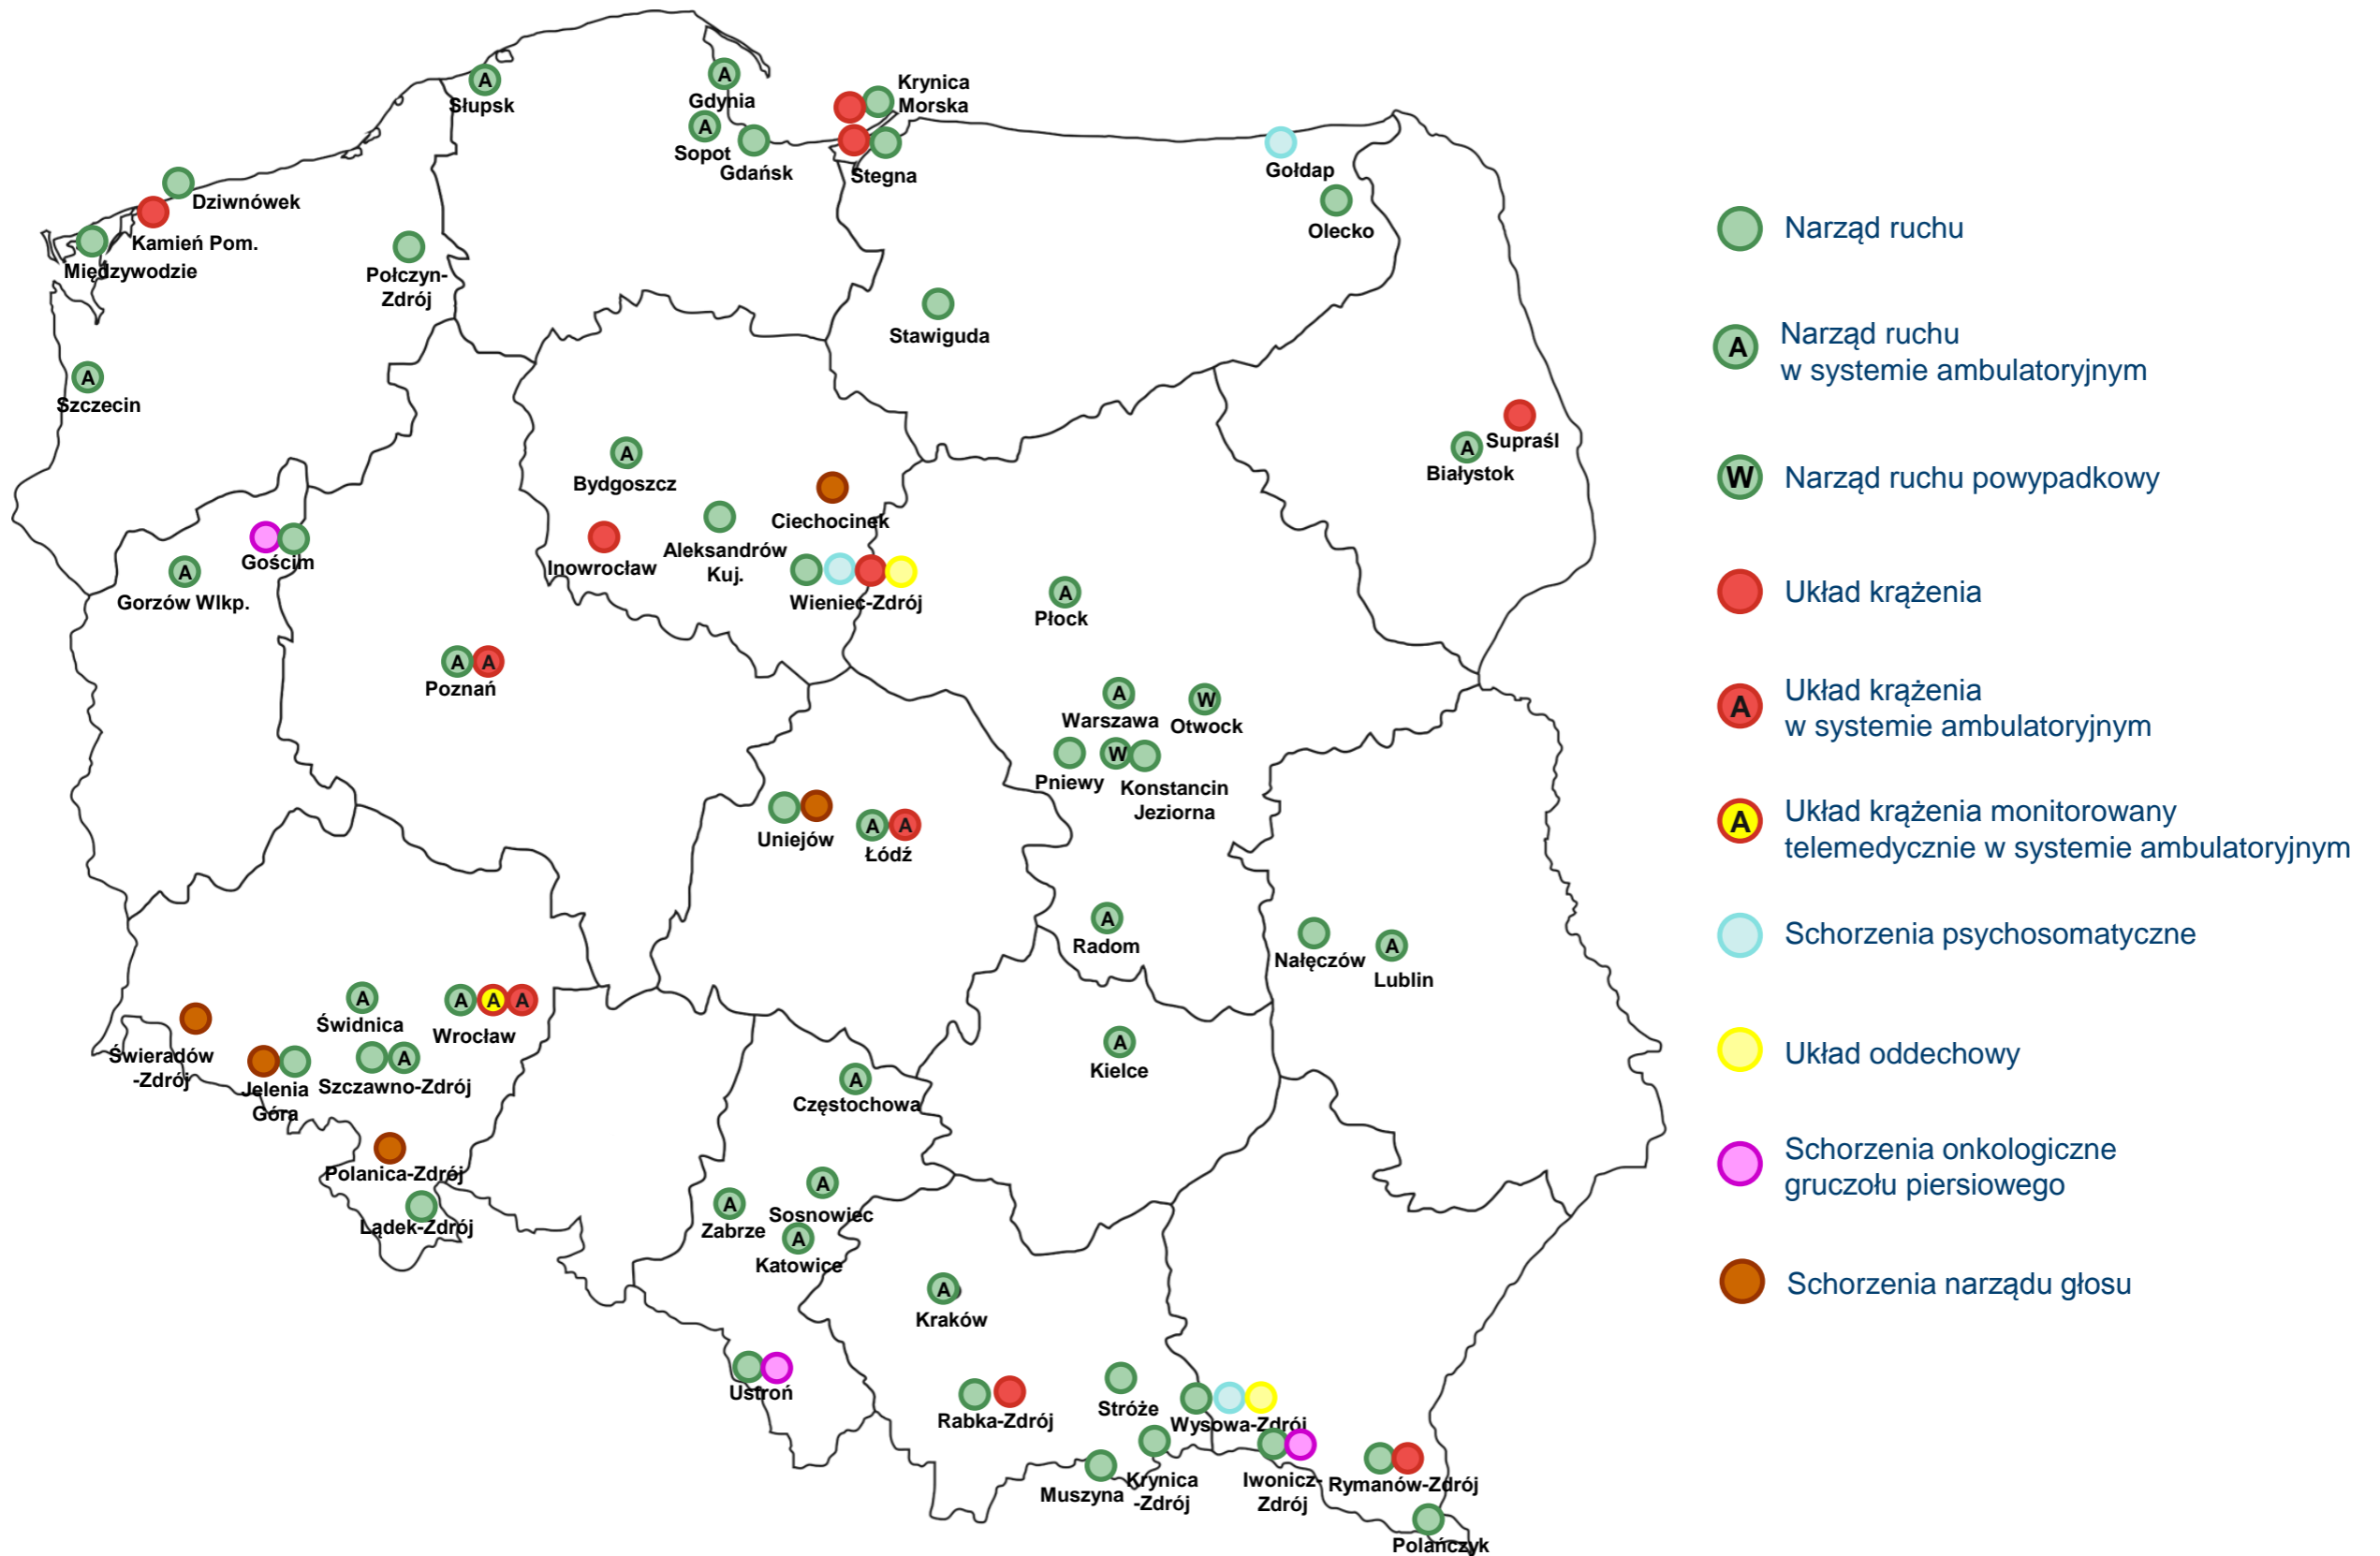 A
Słupsk
A
Gdynia
A
Sopot
Gdańsk
Krynica
Morska
Stegna
Gołdap
Olecko
Dziwnówek
Kamień Pom.
Międzywodzie
Połczyn-
Zdrój
Stawiguda
A
Szczecin
A
Bydgoszcz
Ciechocinek
Aleksandrów
Kuj.
Inowrocław
Wieniec-Zdrój
Supraśl
A
Białystok
Gościm
A
Gorzów Wlkp.
A
Płock
A A
Poznań
A
Warszawa
W
Otwock
Pniewy
W
Konstancin
Jeziorna
Uniejów
A A
Łódź
A
Radom
Nałęczów
A
Lublin
A
Świdnica
A A A
Wrocław
Świeradów
-Zdrój
Jelenia
Góra
A
Szczawno-Zdrój
A
Kielce
A
Częstochowa
Polanica-Zdrój
Lądek-Zdrój
A
Zabrze
A
Sosnowiec
A
Katowice
A
Kraków
Ustroń
Rabka-Zdrój
Stróże
Wysowa-Zdrój
Muszyna
Krynica
-Zdrój
Iwonicz-
Zdrój
Rymanów-Zdrój
Polańczyk
Narząd ruchu
A
Narząd ruchu
w systemie ambulatoryjnym
W
Narząd ruchu powypadkowy
Układ krążenia
A
Układ krążenia
w systemie ambulatoryjnym
A
Układ krążenia monitorowany
telemedycznie w systemie ambulatoryjnym
Schorzenia psychosomatyczne
Układ oddechowy
Schorzenia onkologiczne
gruczołu piersiowego
Schorzenia narządu głosu